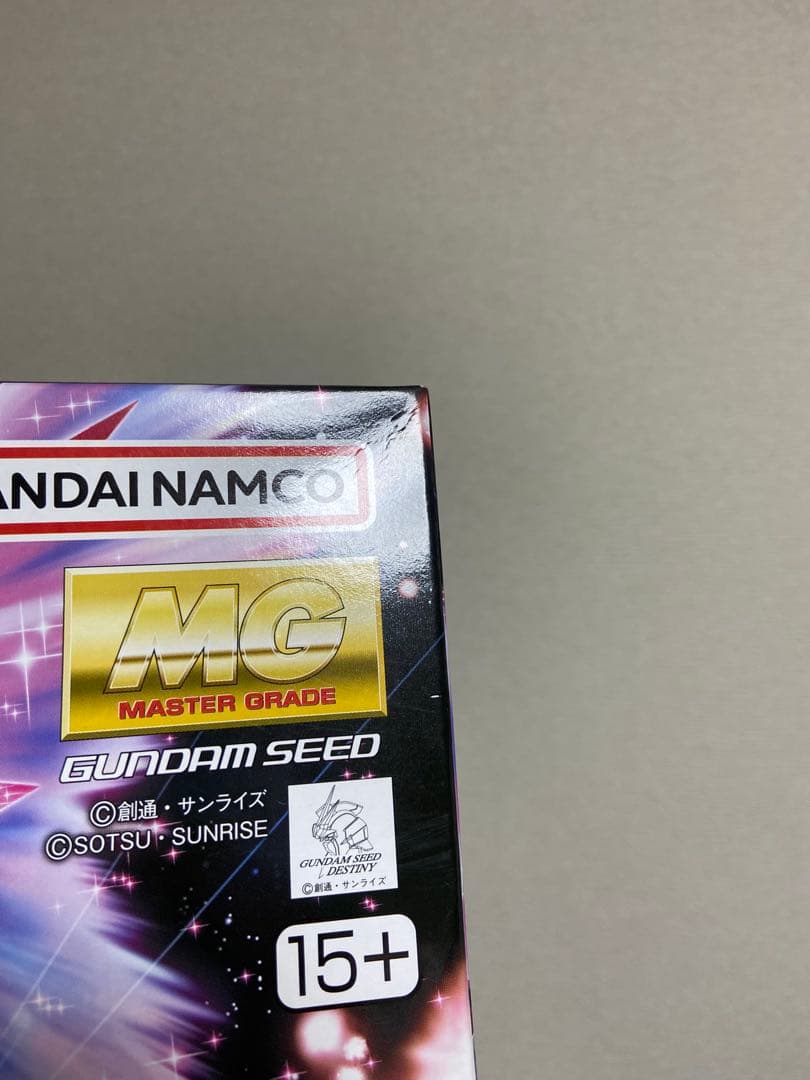 ANDAI NAMCO
MG
MASTER GRADE
GUNDAM SEED
©創通・サンライズ
©SOTSU・SUNRISE
GUNDAM SEED
DESTINY
©創通・サンライズ
15+